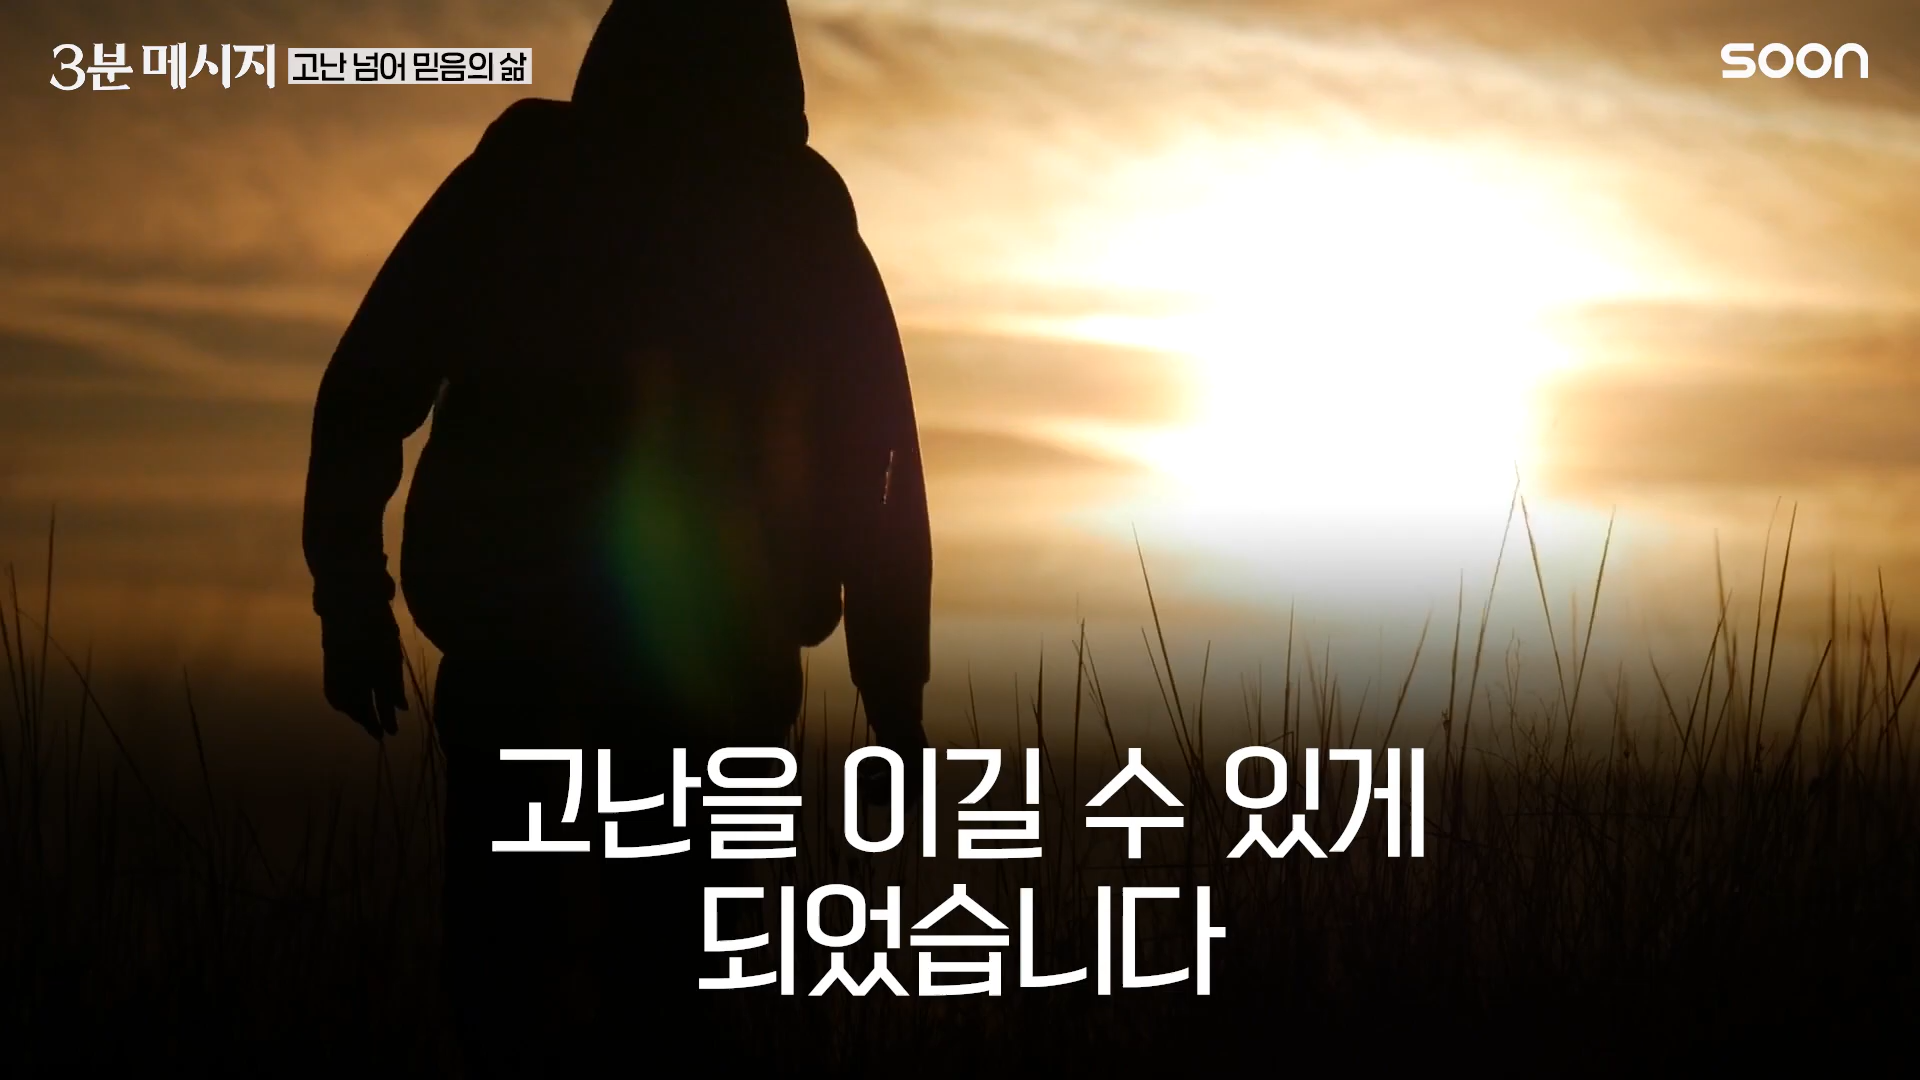 3분 메시지 고난 넘어 믿음의 삶
soon
고난을 이길 수 있게
되었습니다